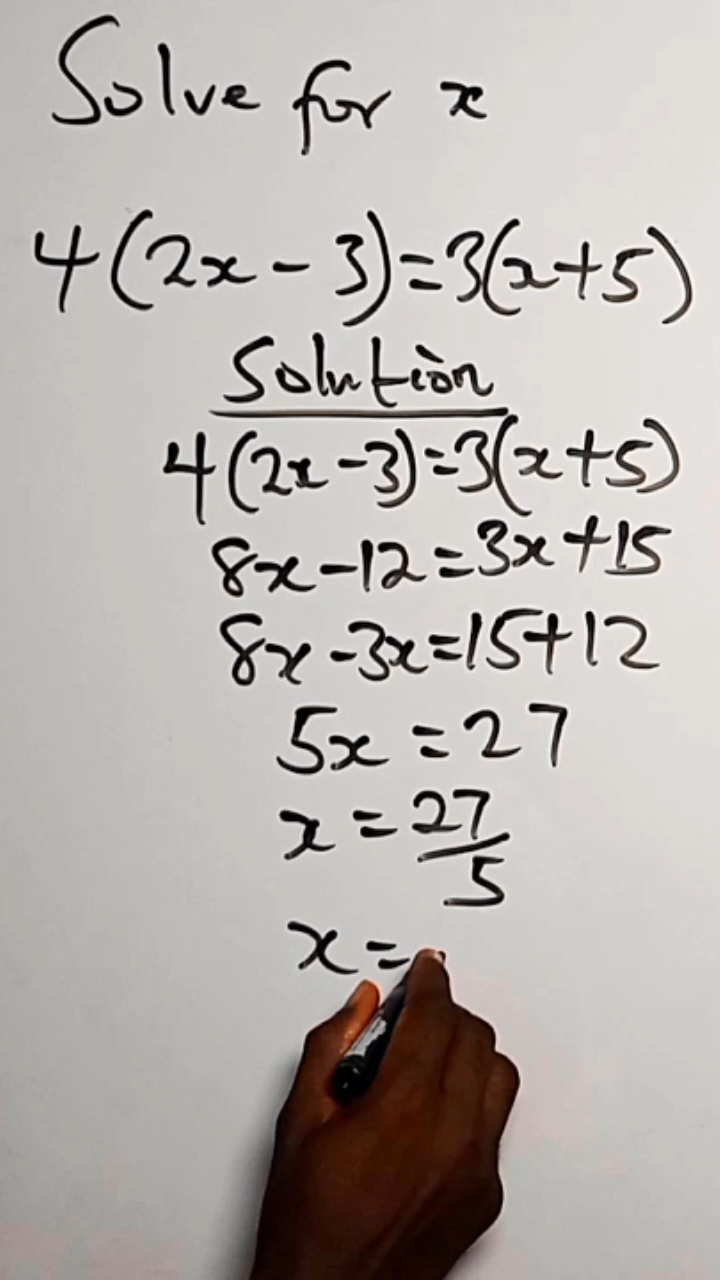 Solve for x
4(2x - 3)=3(x+5)
Solution
4(2x-3)=3(x+5)
8x-12=3x+15
8x-3x=15+12
5x=27
x=27/5
x=